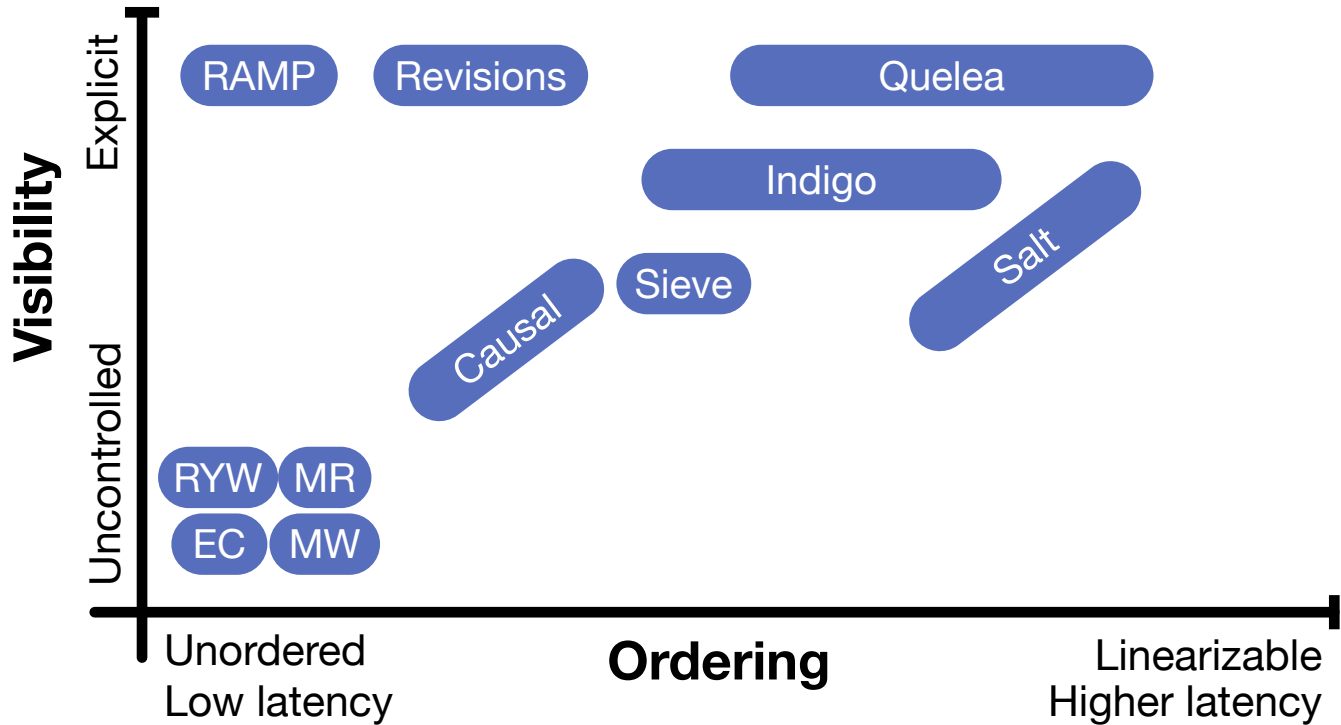 Visibility
Explicit
Uncontrolled
RAMP
Revisions
Quelea
Indigo
Salt
Sieve
Causal
RYW
MR
EC
MW
Unordered
Low latency
Ordering
Linearizable
Higher latency